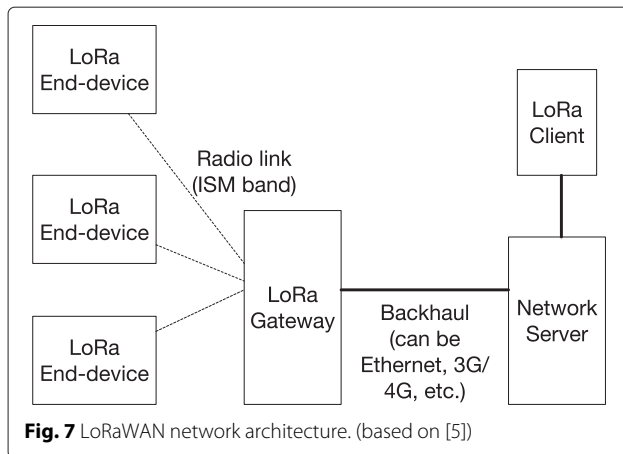 LoRa
End-device
LoRa
End-device
LoRa
End-device
Radio link
(ISM band)
LoRa
Gateway
Backhaul
(can be
Ethernet, 3G/
4G, etc.)
LoRa
Client
Network
Server
Fig. 7 LoRaWAN network architecture. (based on [5])